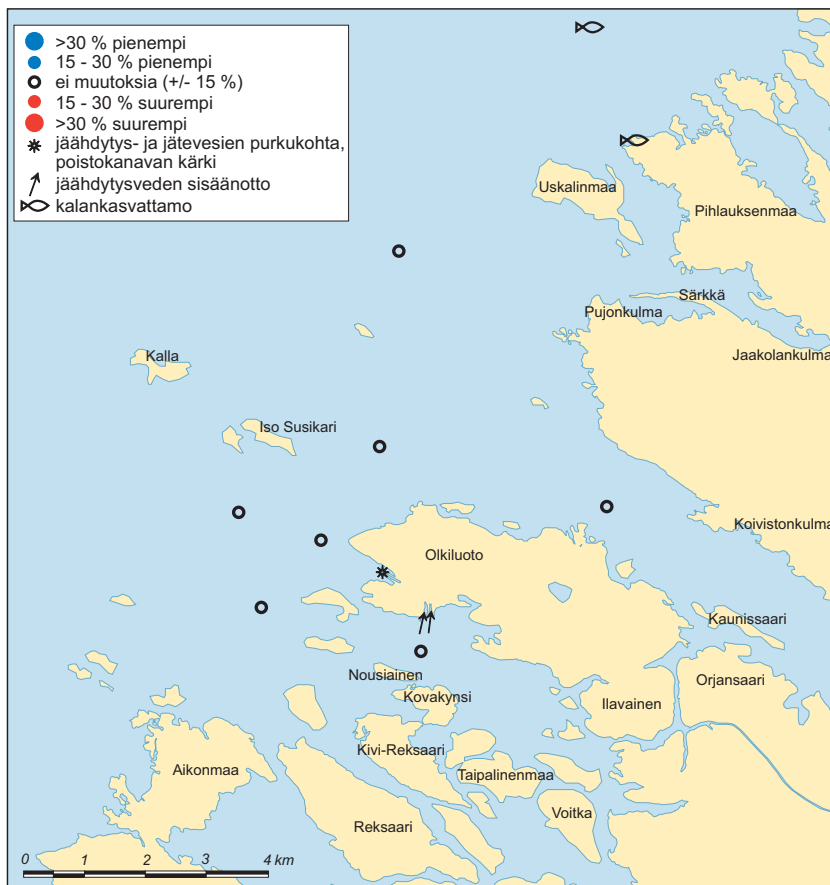 >30 % pienempi
15 - 30 % pienempi
ei muutoksia (+/- 15 %)
15 - 30 % suurempi
>30 % suurempi
jäähdytys- ja jätevesien purkukohta,
poistokanavan kärki
jäähdytysveden sisäänotto
kalankasvattamo
Uskalinmaa
Pihlauksenmaa
Särkkä
Pujonkulma
Jaakolankulma
Kalla
Iso Susikari
Koivistonkulma
Olkiluoto
Kaunissaari
Nousiainen
Orjansaari
Kovakynsi
Ilavainen
Kivi-Reksaari
Aikonmaa
Taipalinenmaa
Voitka
Reksaari
0 1 2 3 4 km